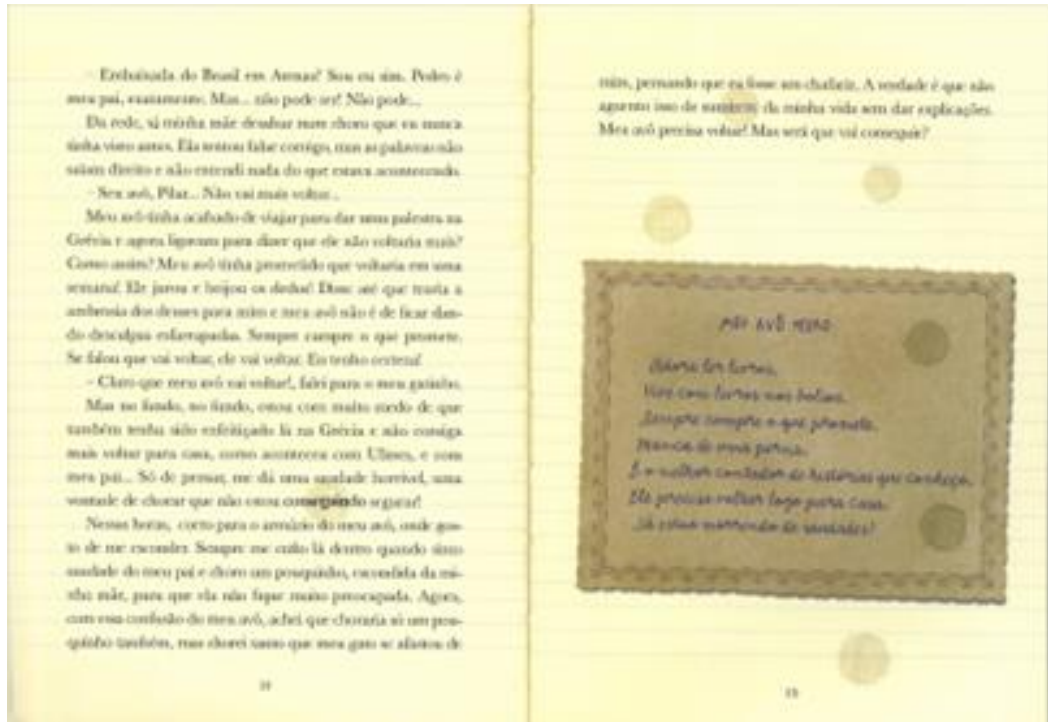 – Embaixada do Brasil em Atenas? Sou eu sim. Pedro é
meu pai, exatamente. Mas... não pode ser! Não pode...
Da rede, vi minha mãe desabar num choro que eu nunca
tinha visto antes. Ela tentou falar comigo, mas as palavras não
saíam direito e não entendi nada do que estava acontecendo.
– Seu avô, Pilar... Não vai mais voltar...
Meu avô tinha acabado de viajar para dar uma palestra na
Grécia e agora ligavam para dizer que ele não voltaria mais?
Como assim? Meu avô tinha prometido que voltaria em uma
semana! Ele jurou e beijou os dedos! Disse até que traria a
ambrosia dos deuses para mim e meu avô não é de ficar dan-
do desculpas esfarrapadas. Sempre cumpre o que promete.
Se falou que vai voltar, ele vai voltar. Eu tenho certeza!
– Claro que meu avô vai voltar!, falei para o meu gatinho.
Mas no fundo, no fundo, estou com muito medo de que
também tenha sido enfeitiçado lá na Grécia e não consiga
mais voltar para casa, como aconteceu com Ulisses, e com
meu pai... Só de pensar, me dá uma saudade horrível, uma
vontade de chorar que não estou conseguindo segurar!
Nessas horas, corro para o armário do meu avô, onde gos-
to de me esconder. Sempre me enfio lá dentro quando sinto
saudade do meu pai e choro um pouquinho, escondida da mi-
nha mãe, para que ela não fique muito preocupada. Agora,
com essa confusão do meu avô, achei que choraria só um pou-
quinho também, mas chorei tanto que meu gato se afastou de
mim, pensando que eu fosse um chafariz. A verdade é que não
aguento isso de sumirem da minha vida sem dar explicações.
Meu avô precisa voltar! Mas será que vai conseguir?
MEU AVÔ PEDRO
Adora ler livros.
Vive com livros nos bolsos.
Sempre cumpre o que promete.
Manca de uma perna.
É o melhor contador de histórias que conheço.
Ele precisa voltar logo para casa.
Já estou morrendo de saudades!